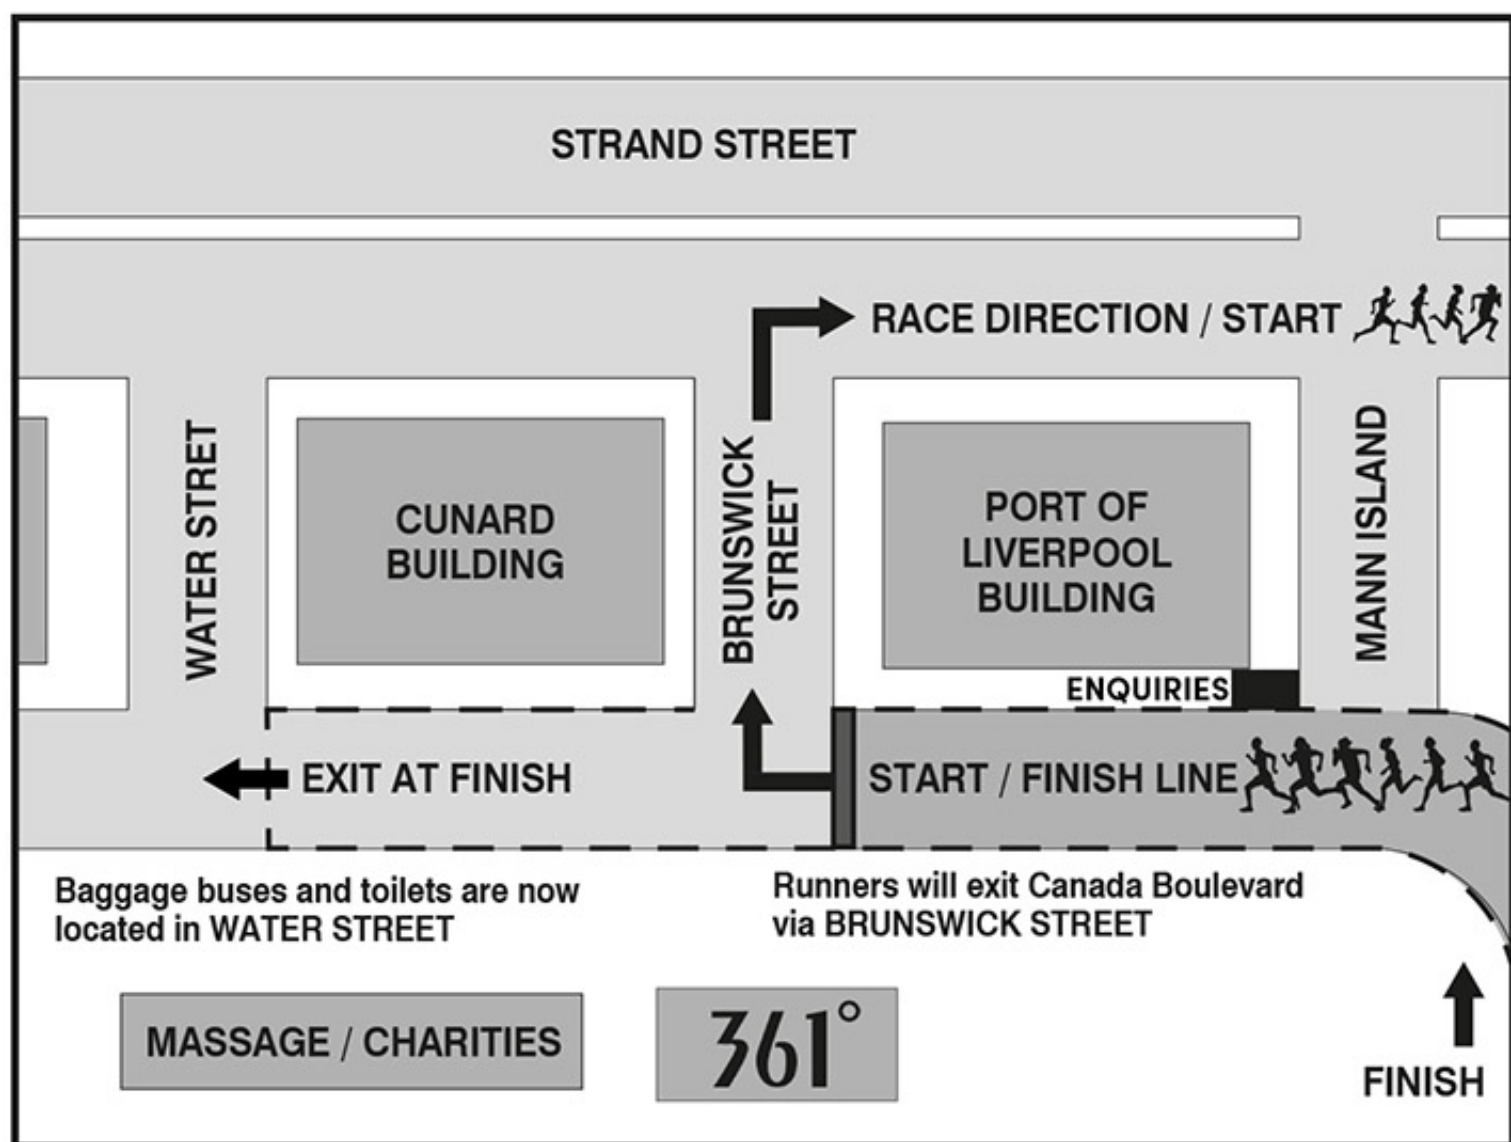 STRAND STREET
RACE DIRECTION / START
WATER STRET
CUNARD
BUILDING
BRUNSWICK
STREET
PORT OF
LIVERPOOL
BUILDING
MANN ISLAND
ENQUIRIES
EXIT AT FINISH
START / FINISH LINE
Baggage buses and toilets are now
located in WATER STREET
Runners will exit Canada Boulevard
via BRUNSWICK STREET
MASSAGE / CHARITIES
361°
FINISH